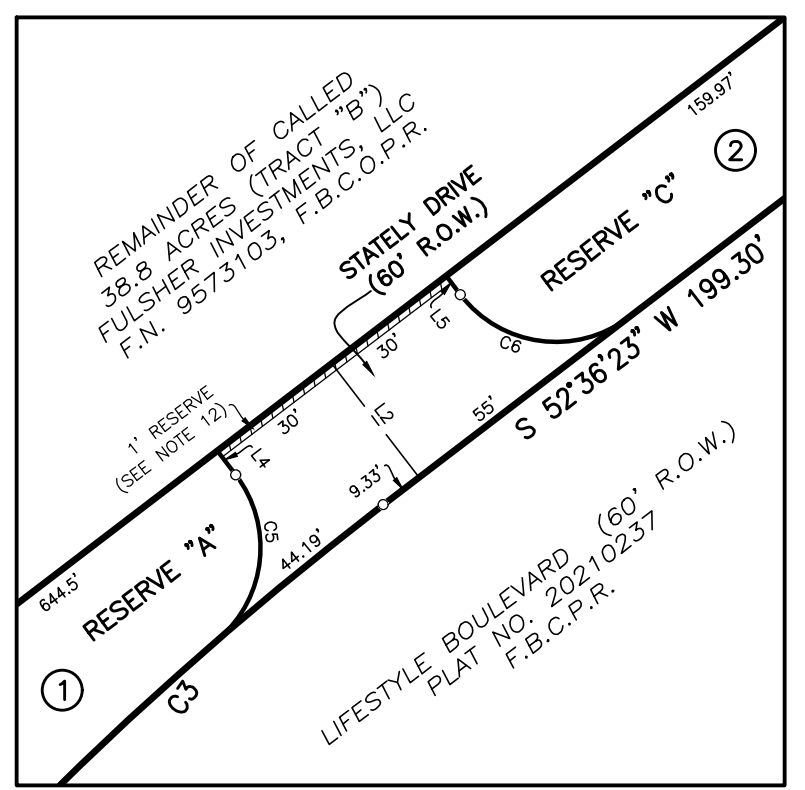 REMAINDER OF CALLED
38.8 ACRES (TRACT "B")
FULSHER INVESTMENTS, LLC
F.N. 9573103, F.B.C.O.P.R.
159.97'
2
STATELY DRIVE
(60' R.O.W.)
RESERVE "C"
S 52°36'23" W 199.30'
L5
C6
30'
30'
L2
55'
1' RESERVE
(SEE NOTE 12)
L4
9.33'
C5
44.19'
644.5'
RESERVE "A"
1
C3
LIFESTYLE BOULEVARD (60' R.O.W.)
PLAT NO. 20210237
F.B.C.P.R.